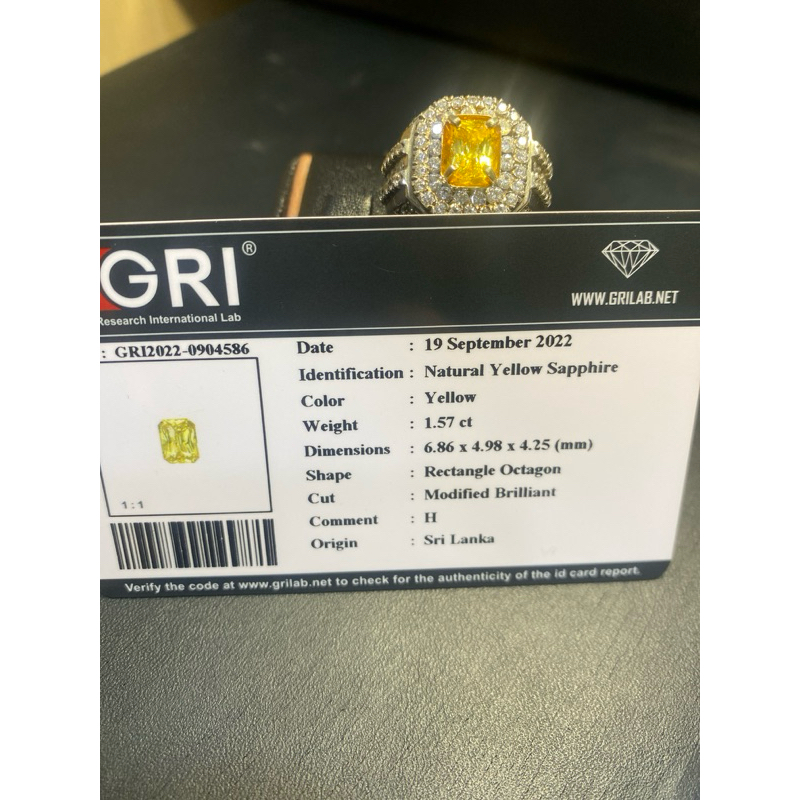 GRI®
Research International Lab
WWW.GRILAB.NET
: GRI2022-0904586
Date : 19 September 2022
Identification : Natural Yellow Sapphire
Color : Yellow
Weight : 1.57 ct
Dimensions : 6.86 x 4.98 x 4.25 (mm)
Shape : Rectangle Octagon
Cut : Modified Brilliant
Comment : H
Origin : Sri Lanka
1:1
Verify the code at www.grilab.net to check for the authenticity of the id card report.